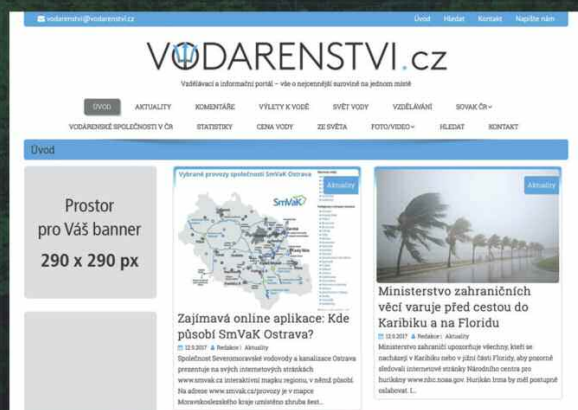 vodarenstvi@vodarenstvi.cz
Úvod Hledat Kontakt Napište nám
VODARENSTVI.cz
Vzdělávací a informační portál – vše o nejcennější surovině na jednom místě
ÚVOD AKTUALITY KOMENTÁŘE VÝLETY K VODĚ SVĚT VODY VZDĚLÁVÁNÍ SOVAK ČR
VODÁRENSKÉ SPOLEČNOSTI V ČR STATISTIKY CENA VODY ZE SVĚTA FOTO/VIDEO HLEDAT KONTAKT
Úvod
Prostor
pro Váš banner
290 x 290 px
Vybrané provozy společnosti SmVaK Ostrava
Aktuality
SmVaK
Zajímavá online aplikace: Kde
působí SmVaK Ostrava?
12.9.2017 Redakce | Aktuality
Společnost Severomoravské vodovody a kanalizace Ostrava
prezentuje na svých internetových stránkách
www.smvak.cz interaktivní mapku regionu, v němž působí.
Na adrese www.smvak.cz/provozy je v mapce
Moravskoslezského kraje umístěno zhruba šest...
Aktuality
Ministerstvo zahraničních
věcí varuje před cestou do
Karibiku a na Floridu
12.9.2017 Redakce | Aktuality
Ministerstvo zahraničí upozorňuje všechny, kteří se
nacházejí v Karibiku nebo v jižní části Floridy, aby pozorně
sledovali internetové stránky Národního centra pro
hurikány www.nhc.noaa.gov. Hurikán Irma by měl postupně
oslabovat. I...